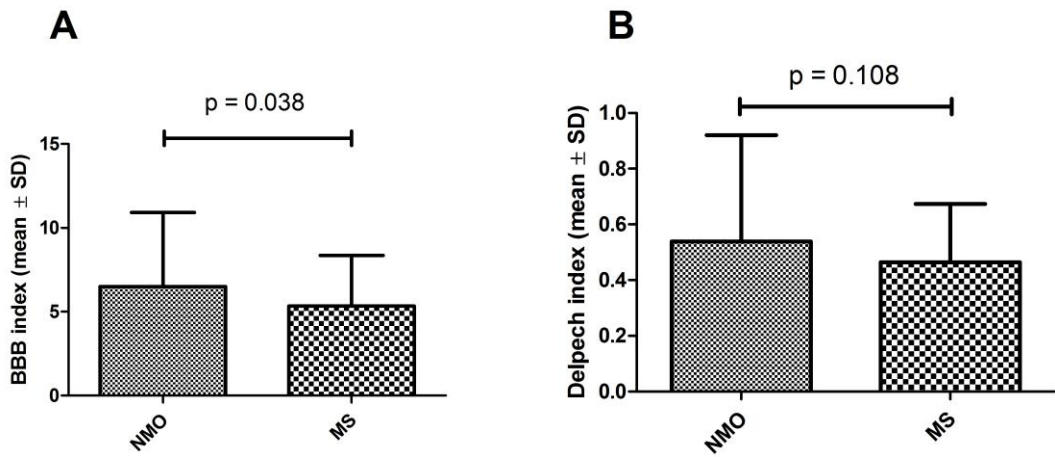 A
p = 0.038
BBB index (mean ± SD)
15
10
5
0
NMO
MS
B
p = 0.108
Delpech index (mean ± SD)
1.0
0.8
0.6
0.4
0.2
0.0
NMO
MS